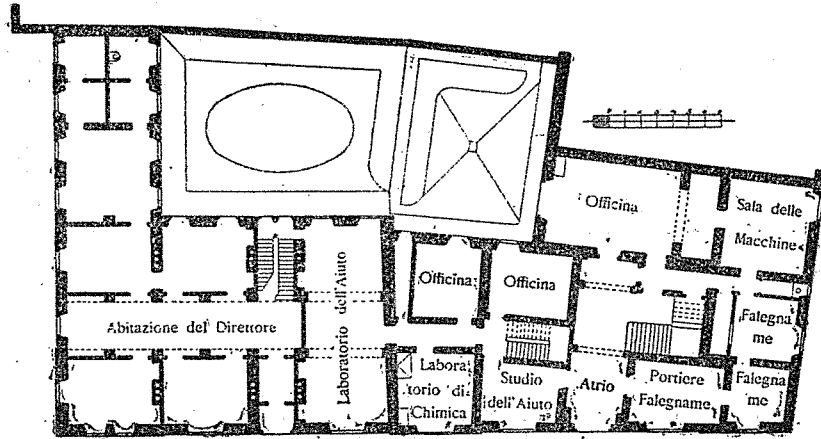 Officina
Sala delle
Macchine
Officina
Officina
Laboratorio dell'Aiuto
Abitazione del Direttore
Falegna
me
Labora
torio di
Chimica
Studio
dell'Aiuto
Atrio
Portiere
Falegname
Falegna
me